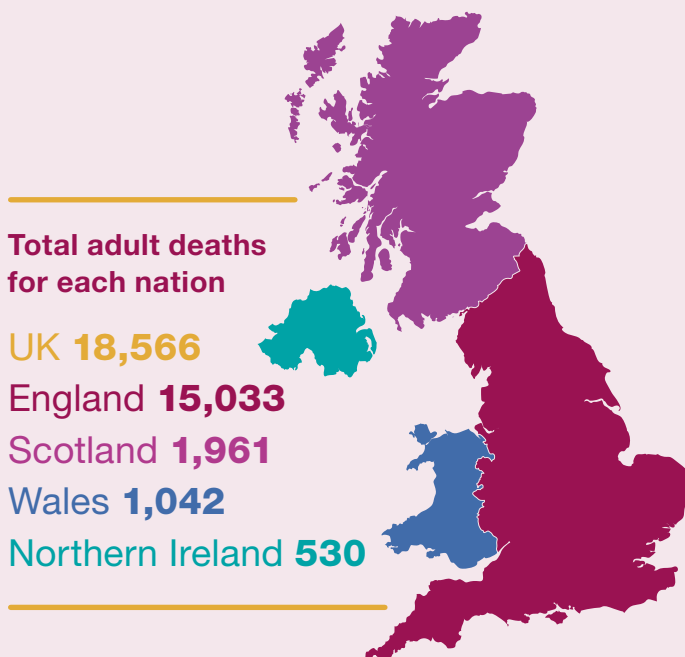 Total adult deaths
for each nation
UK 18,566
England 15,033
Scotland 1,961
Wales 1,042
Northern Ireland 530